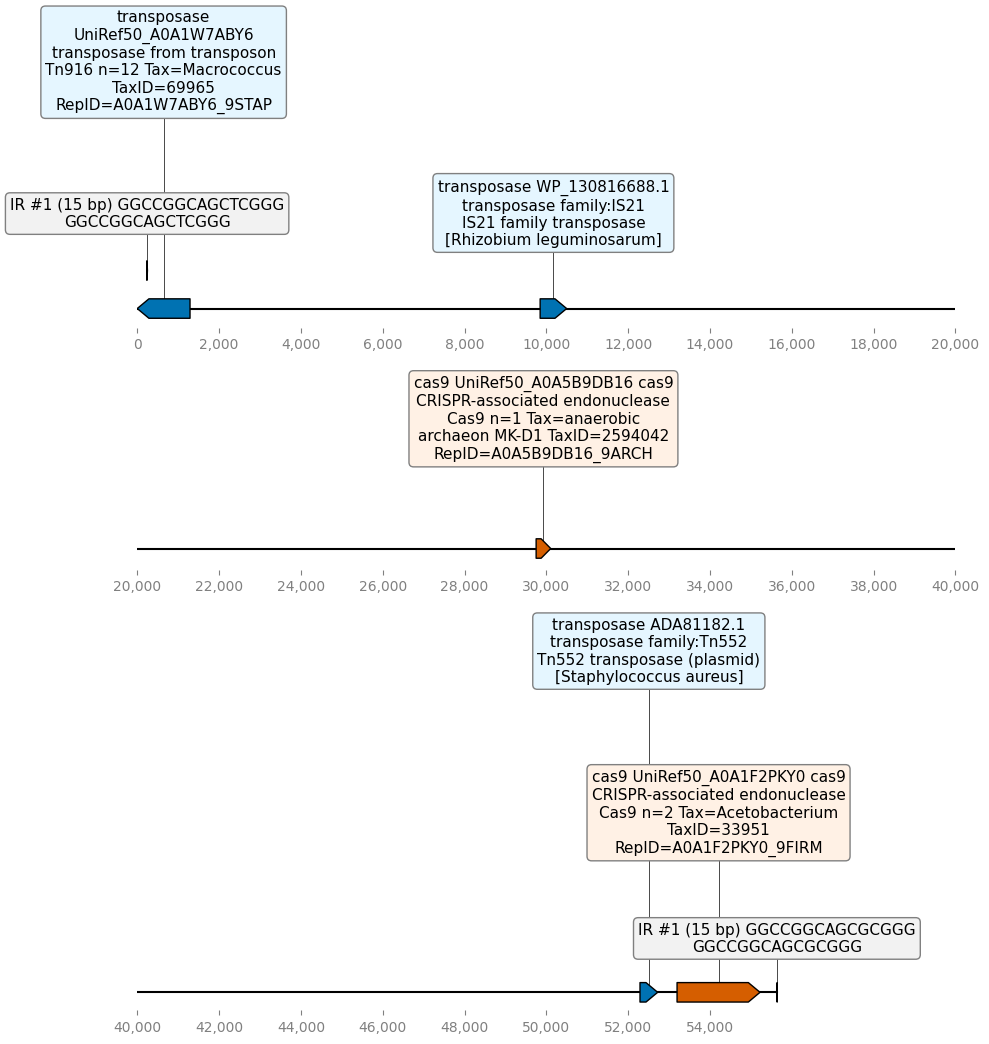 transposase
UniRef50_A0A1W7ABY6
transposase from transposon
Tn916 n=12 Tax=Macrococcus
TaxID=69965
RepID=A0A1W7ABY6_9STAP
IR #1 (15 bp) GGCCGGCAGCTCGGG
GGCCGGCAGCTCGGG
transposase WP_130816688.1
transposase family:IS21
IS21 family transposase
[Rhizobium leguminosarum]
0 2,000 4,000 6,000 8,000 10,000 12,000 14,000 16,000 18,000 20,000
cas9 UniRef50_A0A5B9DB16 cas9
CRISPR-associated endonuclease
Cas9 n=1 Tax=anaerobic
archaeon MK-D1 TaxID=2594042
RepID=A0A5B9DB16_9ARCH
20,000 22,000 24,000 26,000 28,000 30,000 32,000 34,000 36,000 38,000 40,000
transposase ADA81182.1
transposase family:Tn552
Tn552 transposase (plasmid)
[Staphylococcus aureus]
cas9 UniRef50_A0A1F2PKY0 cas9
CRISPR-associated endonuclease
Cas9 n=2 Tax=Acetobacterium
TaxID=33951
RepID=A0A1F2PKY0_9FIRM
IR #1 (15 bp) GGCCGGCAGCGCGGG
GGCCGGCAGCGCGGG
40,000 42,000 44,000 46,000 48,000 50,000 52,000 54,000